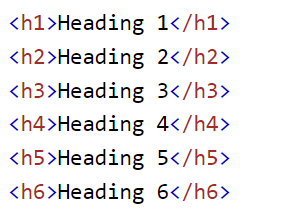 <h1>Heading 1</h1>
<h2>Heading 2</h2>
<h3>Heading 3</h3>
<h4>Heading 4</h4>
<h5>Heading 5</h5>
<h6>Heading 6</h6>